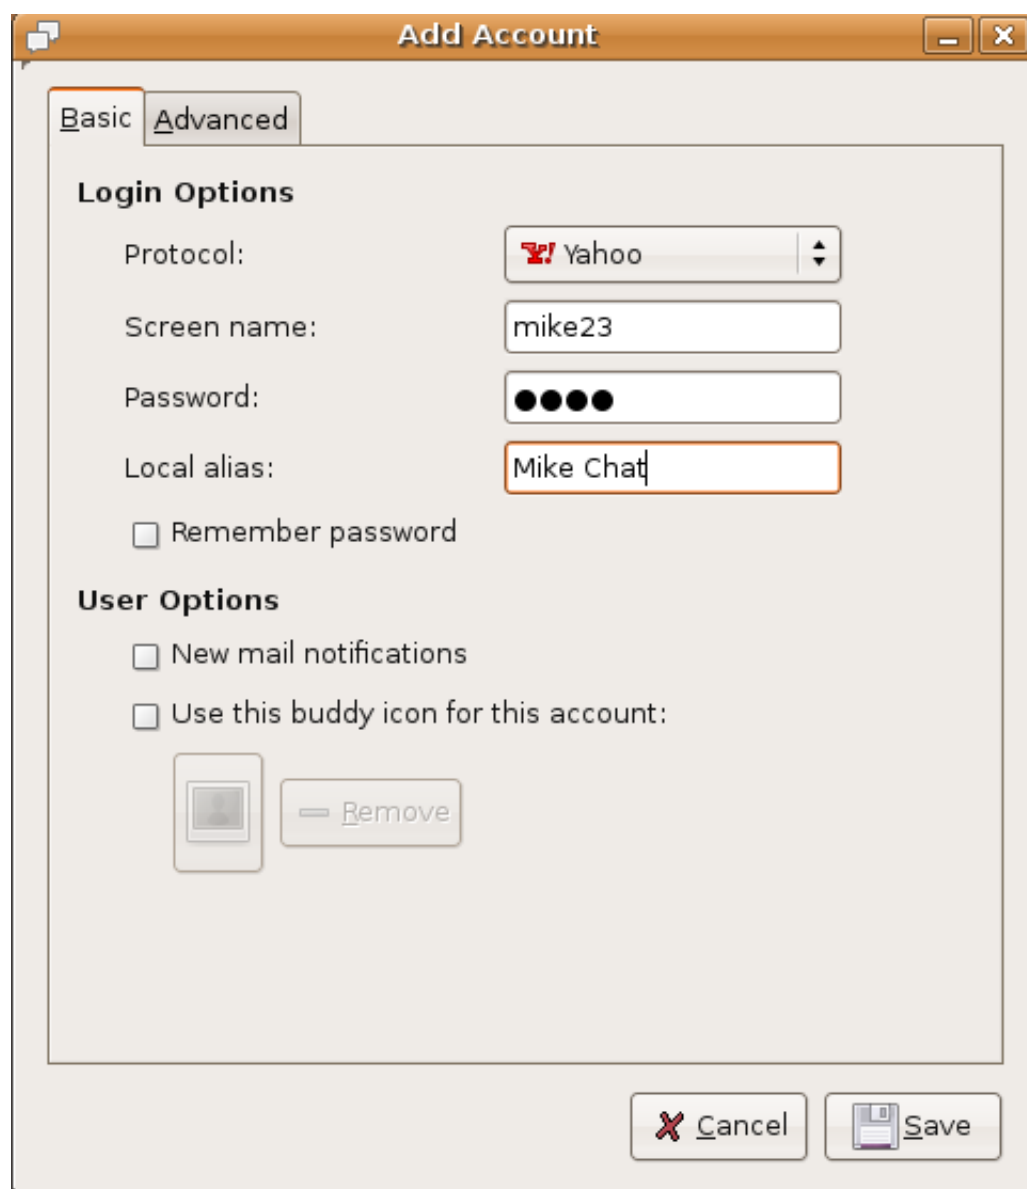 Add Account
Basic Advanced
Login Options
Protocol: Y! Yahoo
Screen name: mike23
Password: ●●●●
Local alias: Mike Chat
Remember password
User Options
New mail notifications
Use this buddy icon for this account:
Remove
Cancel Save